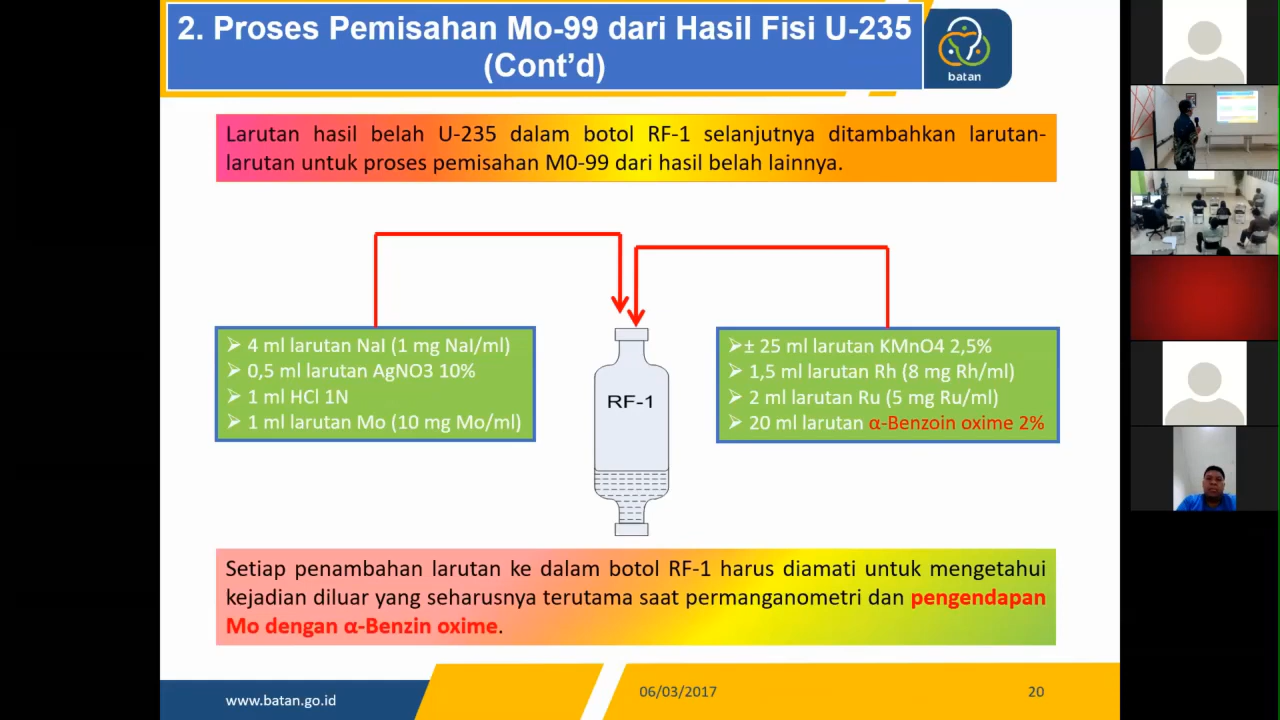 2. Proses Pemisahan Mo-99 dari Hasil Fisi U-235
(Cont'd)
batan
Larutan hasil belah U-235 dalam botol RF-1 selanjutnya ditambahkan larutan-
larutan untuk proses pemisahan M0-99 dari hasil belah lainnya.
➢ 4 ml larutan NaI (1 mg NaI/ml)
➢ 0,5 ml larutan AgNO3 10%
➢ 1 ml HCl 1N
➢ 1 ml larutan Mo (10 mg Mo/ml)
RF-1
➢± 25 ml larutan KMnO4 2,5%
➢ 1,5 ml larutan Rh (8 mg Rh/ml)
➢ 2 ml larutan Ru (5 mg Ru/ml)
➢ 20 ml larutan α-Benzoin oxime 2%
Setiap penambahan larutan ke dalam botol RF-1 harus diamati untuk mengetahui
kejadian diluar yang seharusnya terutama saat permanganometri dan pengendapan
Mo dengan α-Benzin oxime.
www.batan.go.id
06/03/2017
20